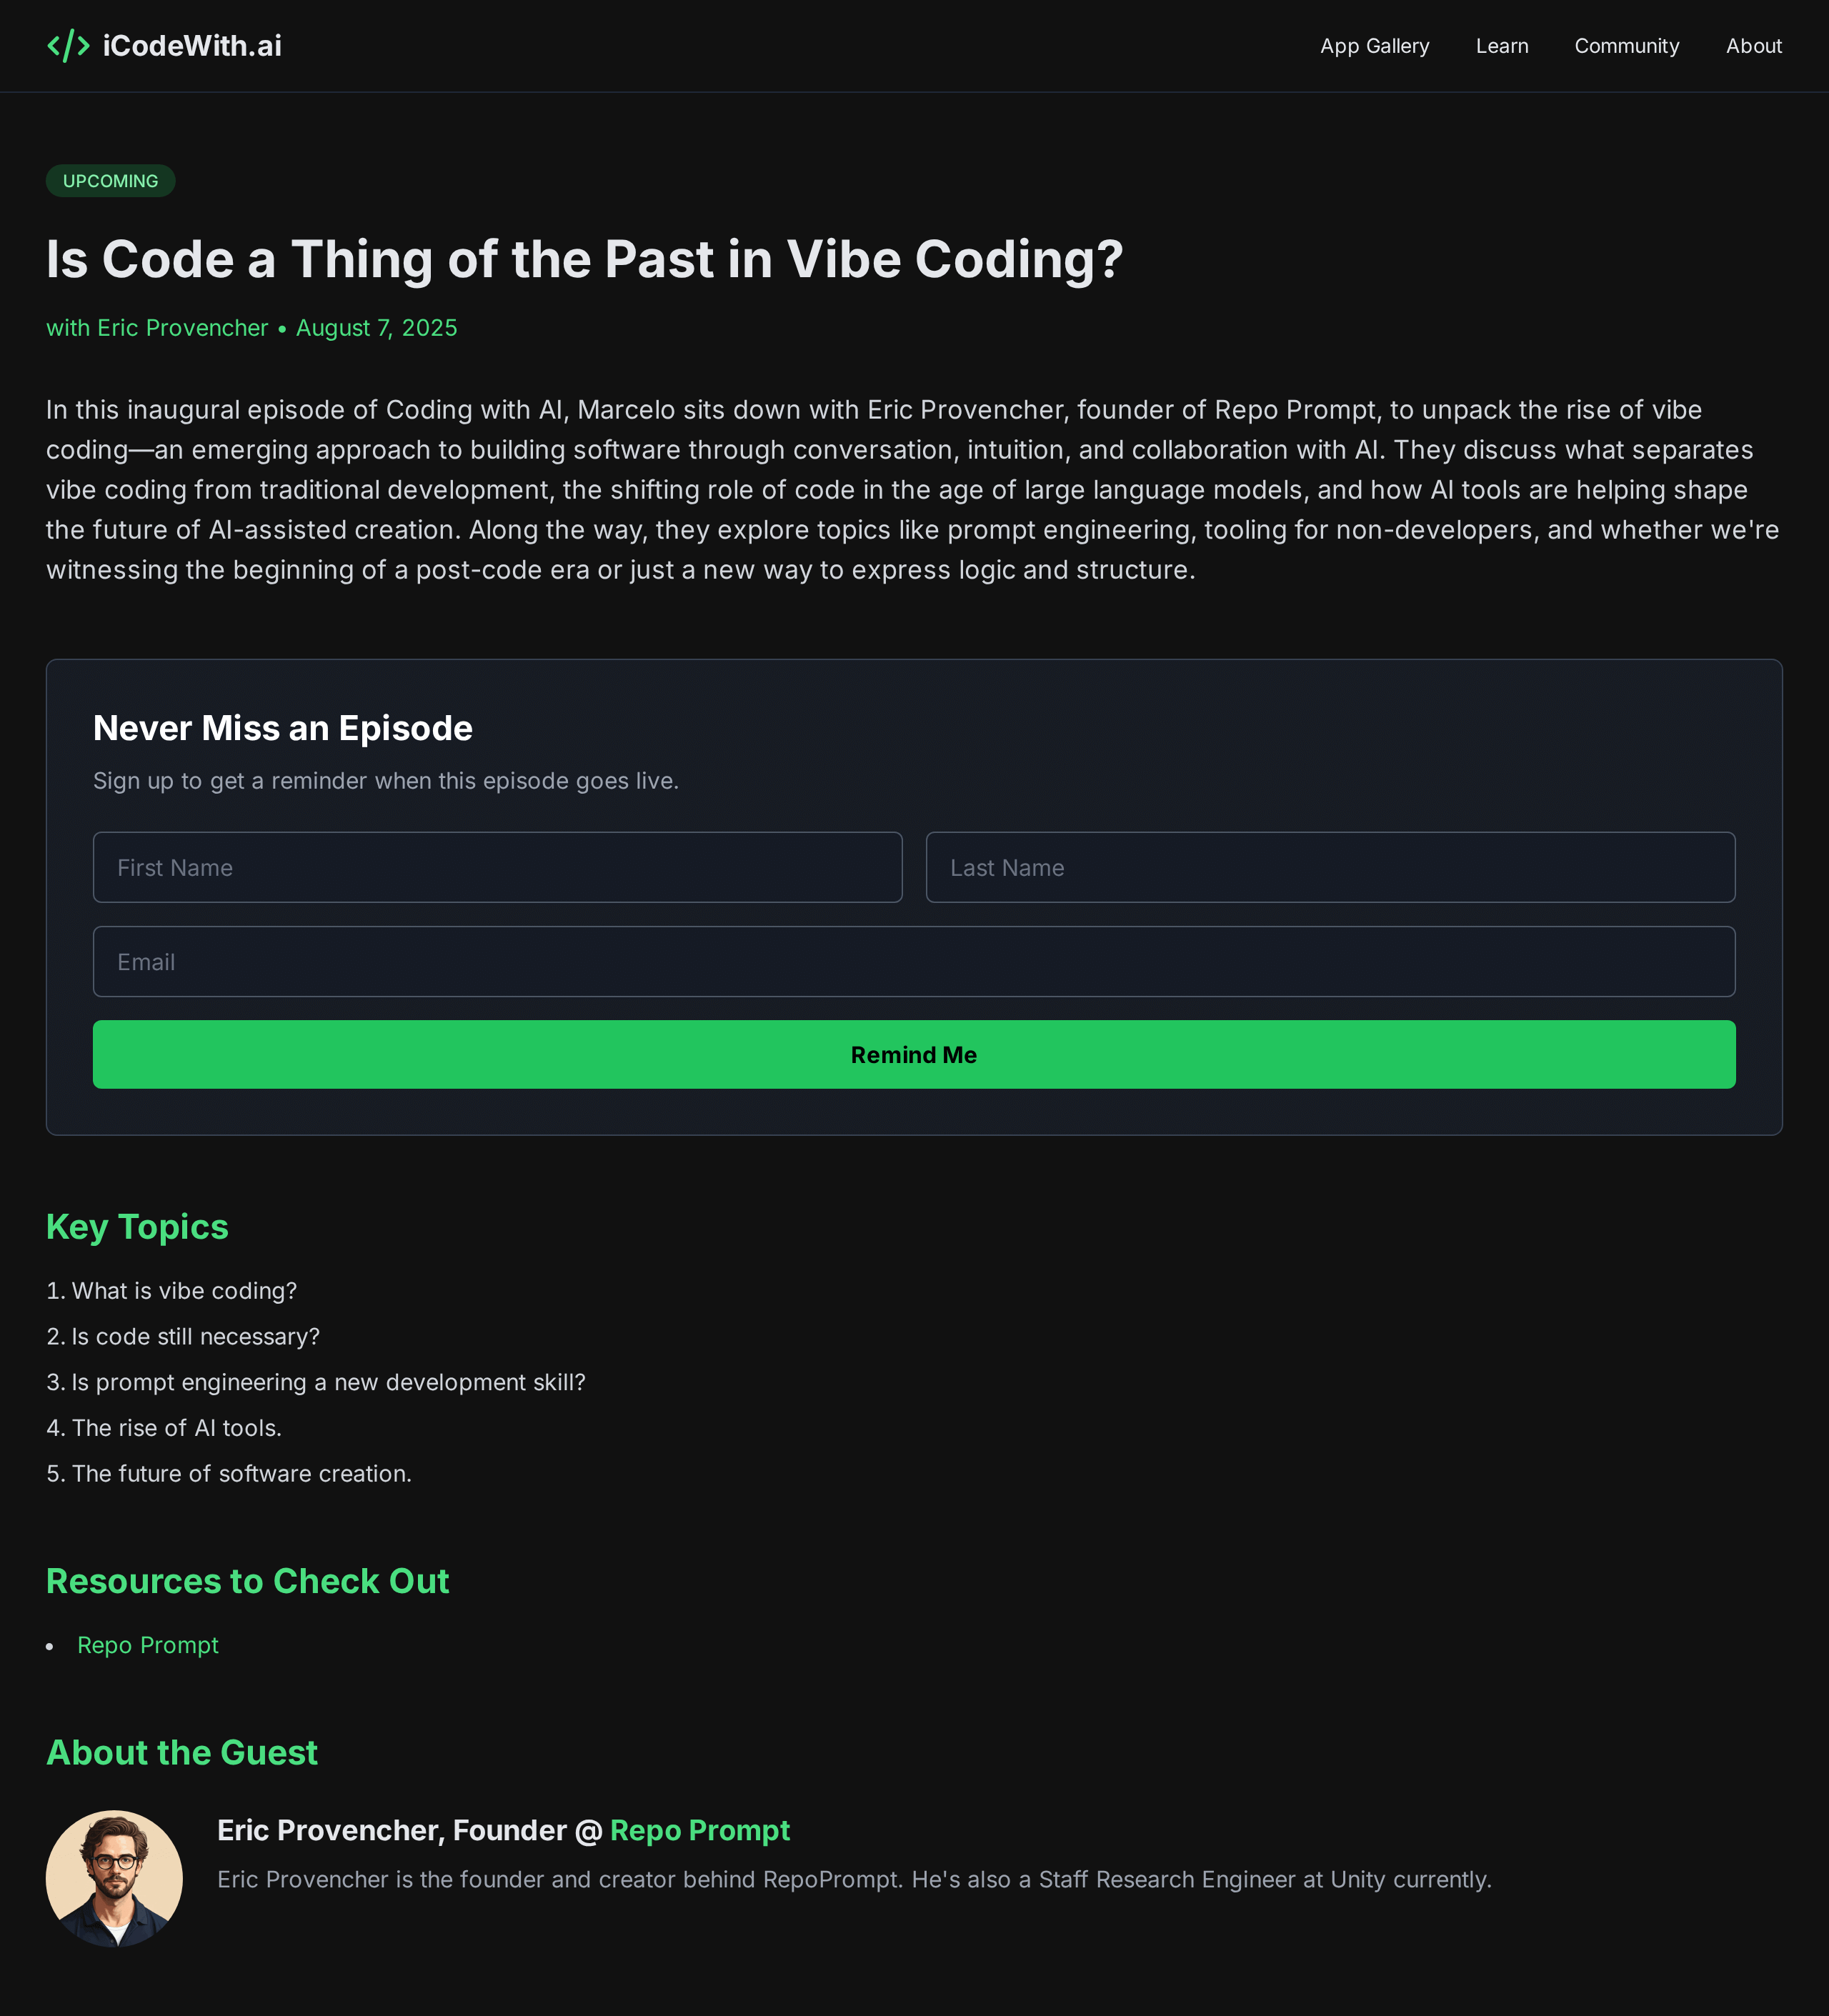 </> iCodeWith.ai
App Gallery Learn Community About
UPCOMING
Is Code a Thing of the Past in Vibe Coding?
with Eric Provencher • August 7, 2025
In this inaugural episode of Coding with AI, Marcelo sits down with Eric Provencher, founder of Repo Prompt, to unpack the rise of vibe
coding—an emerging approach to building software through conversation, intuition, and collaboration with AI. They discuss what separates
vibe coding from traditional development, the shifting role of code in the age of large language models, and how AI tools are helping shape
the future of AI-assisted creation. Along the way, they explore topics like prompt engineering, tooling for non-developers, and whether we're
witnessing the beginning of a post-code era or just a new way to express logic and structure.
Never Miss an Episode
Sign up to get a reminder when this episode goes live.
First Name
Last Name
Email
Remind Me
Key Topics
1. What is vibe coding?
2. Is code still necessary?
3. Is prompt engineering a new development skill?
4. The rise of AI tools.
5. The future of software creation.
Resources to Check Out
• Repo Prompt
About the Guest
Eric Provencher, Founder @ Repo Prompt
Eric Provencher is the founder and creator behind RepoPrompt. He's also a Staff Research Engineer at Unity currently.